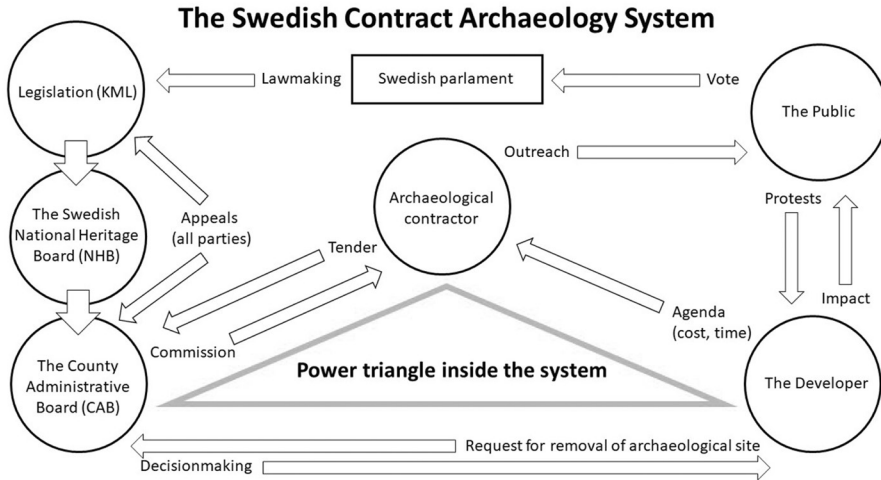 The Swedish Contract Archaeology System
Legislation (KML)
Lawmaking
Swedish parlament
Vote
The Public
Outreach
Archaeological
contractor
Protests
The Swedish
National Heritage
Board (NHB)
Appeals
(all parties)
Tender
Impact
Agenda
(cost, time)
Commission
The County
Administrative
Board (CAB)
Power triangle inside the system
The Developer
Request for removal of archaeological site
Decisionmaking